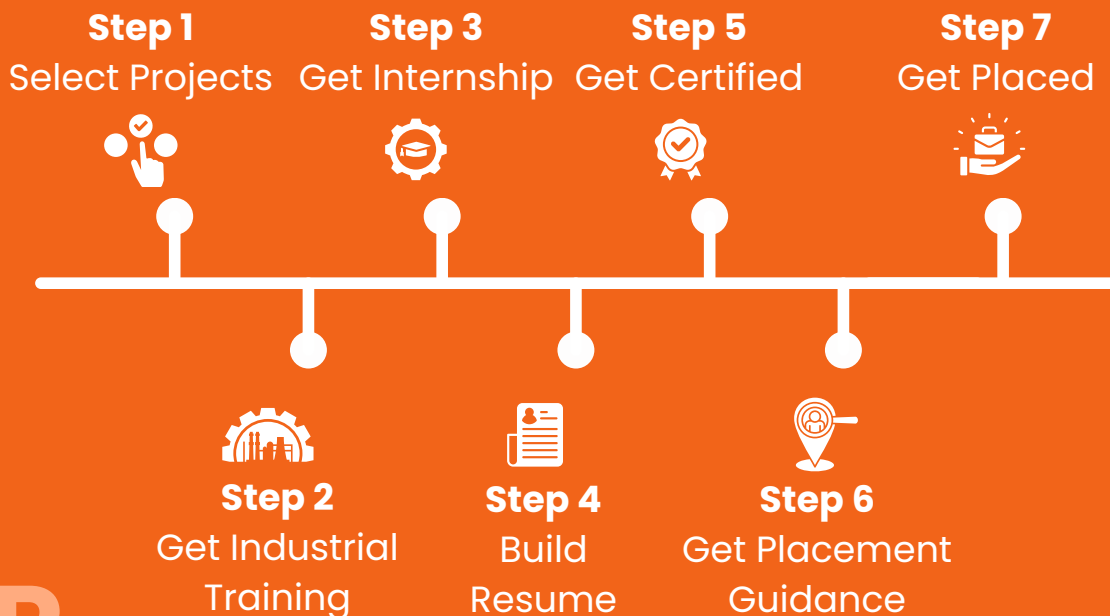 Step 1
Select Projects
Step 3
Get Internship
Step 5
Get Certified
Step 7
Get Placed
Step 2
Get Industrial
Training
Step 4
Build
Resume
Step 6
Get Placement
Guidance